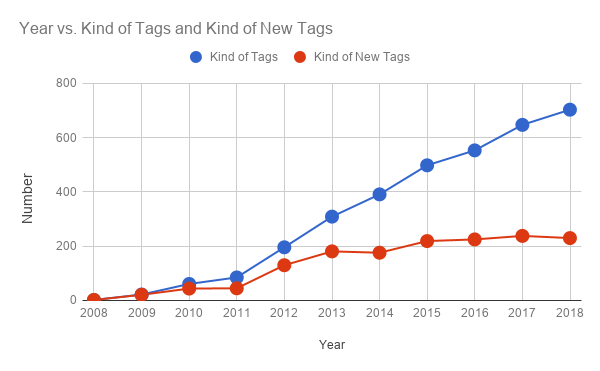 Year vs. Kind of Tags and Kind of New Tags
Kind of Tags Kind of New Tags
800
600
400
200
0
Number
2008 2009 2010 2011 2012 2013 2014 2015 2016 2017 2018
Year